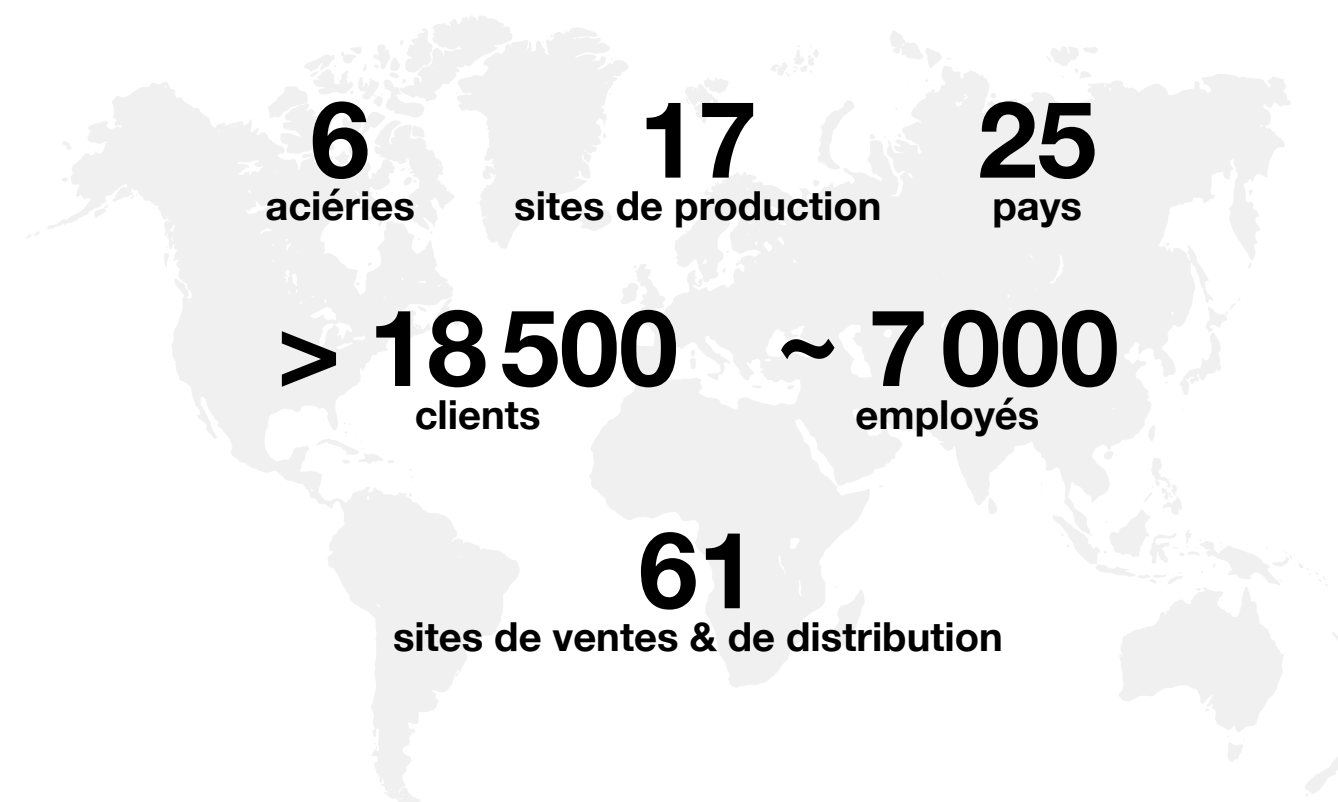 6 17 25
aciéries sites de production pays
> 18 500 ~ 7 000
clients employés
61
sites de ventes & de distribution